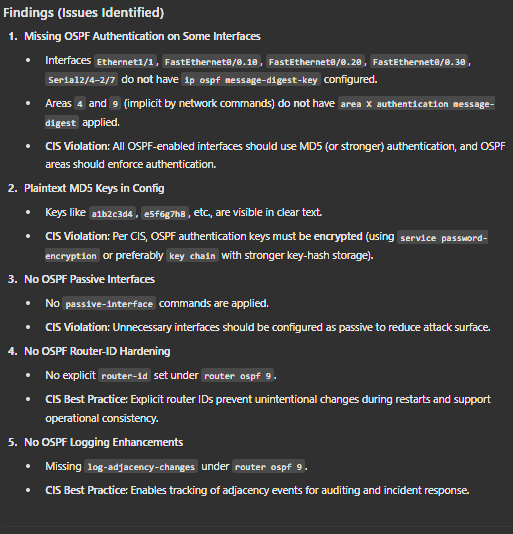 Findings (Issues Identified)
1. Missing OSPF Authentication on Some Interfaces
• Interfaces Ethernet1/1, FastEthernet0/0.10, FastEthernet0/0.20, FastEthernet0/0.30,
Serial2/4–2/7 do not have ip ospf message-digest-key configured.
• Areas 4 and 9 (implicit by network commands) do not have area X authentication message-
digest applied.
• CIS Violation: All OSPF-enabled interfaces should use MD5 (or stronger) authentication, and OSPF
areas should enforce authentication.
2. Plaintext MD5 Keys in Config
• Keys like a1b2c3d4, e5f6g7h8, etc., are visible in clear text.
• CIS Violation: Per CIS, OSPF authentication keys must be encrypted (using service password-
encryption or preferably key chain with stronger key-hash storage).
3. No OSPF Passive Interfaces
• No passive-interface commands are applied.
• CIS Violation: Unnecessary interfaces should be configured as passive to reduce attack surface.
4. No OSPF Router-ID Hardening
• No explicit router-id set under router ospf 9.
• CIS Best Practice: Explicit router IDs prevent unintentional changes during restarts and support
operational consistency.
5. No OSPF Logging Enhancements
• Missing log-adjacency-changes under router ospf 9.
• CIS Best Practice: Enables tracking of adjacency events for auditing and incident response.